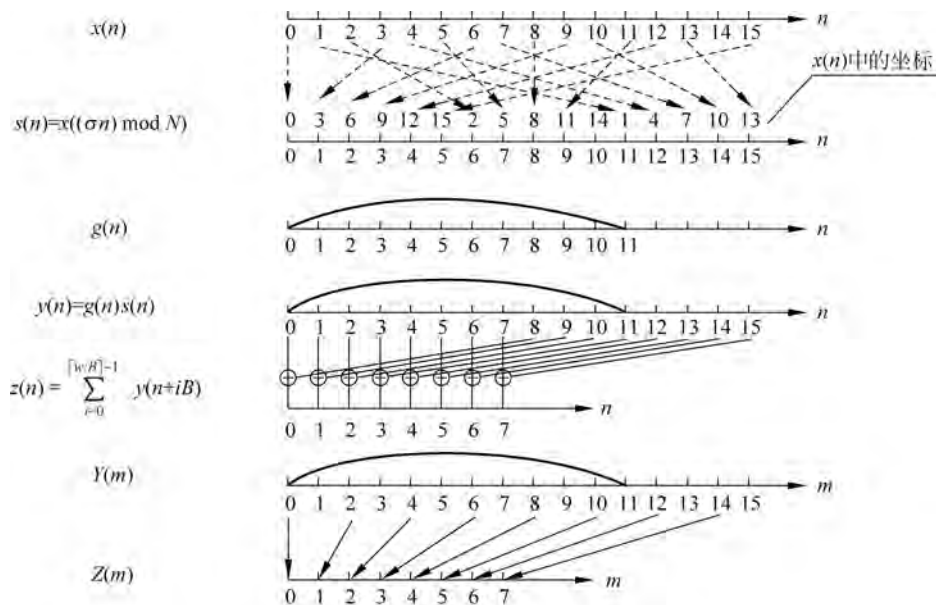 x(n)
n
0 1 2 3 4 5 6 7 8 9 10 11 12 13 14 15
x(n)中的坐标
s(n)=x((σn) mod N)
0 3 6 9 12 15 2 5 8 11 14 1 4 7 10 13
n
0 1 2 3 4 5 6 7 8 9 10 11 12 13 14 15
g(n)
n
0 1 2 3 4 5 6 7 8 9 10 11
y(n)=g(n)s(n)
n
0 1 2 3 4 5 6 7 8 9 10 11 12 13 14 15
z(n) = ∑ y(n+iB)
⌈w/B⌉−1
i=0
n
0 1 2 3 4 5 6 7
Y(m)
m
0 1 2 3 4 5 6 7 8 9 10 11 12 13 14 15
Z(m)
m
0 1 2 3 4 5 6 7